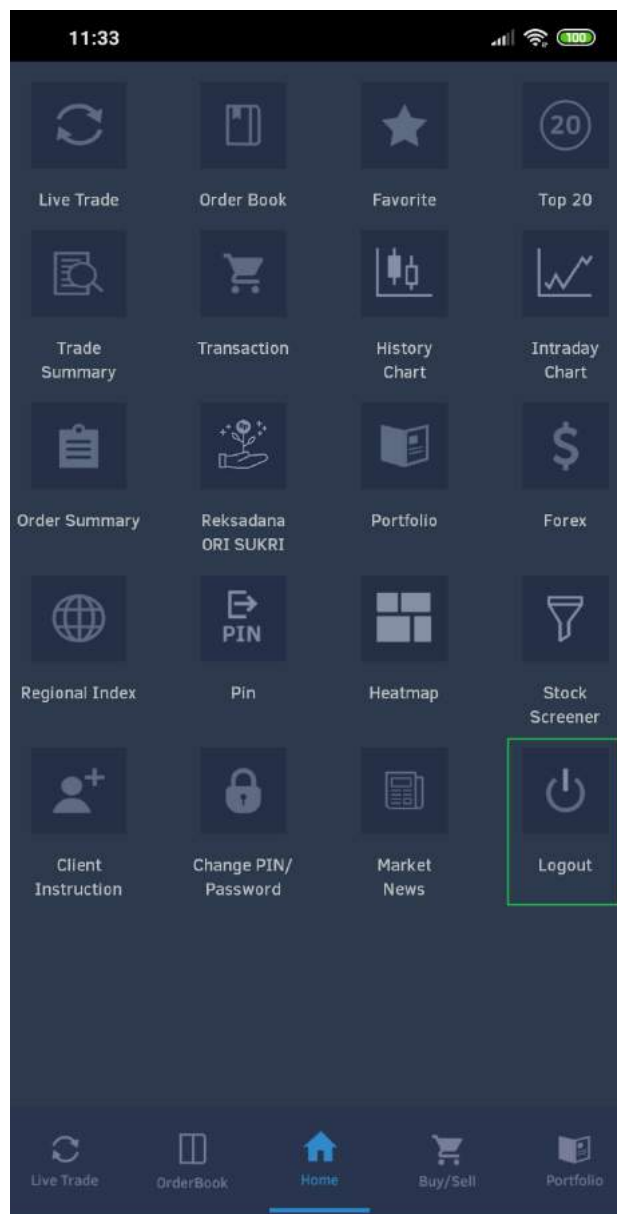 11:33
100
20
Live Trade
Order Book
Favorite
Top 20
Trade
Summary
Transaction
History
Chart
Intraday
Chart
Order Summary
Reksadana
ORI SUKRI
Portfolio
$
Forex
PIN
Regional Index
Pin
Heatmap
Stock
Screener
Client
Instruction
Change PIN/
Password
Market
News
Logout
Live Trade
OrderBook
Home
Buy/Sell
Portfolio